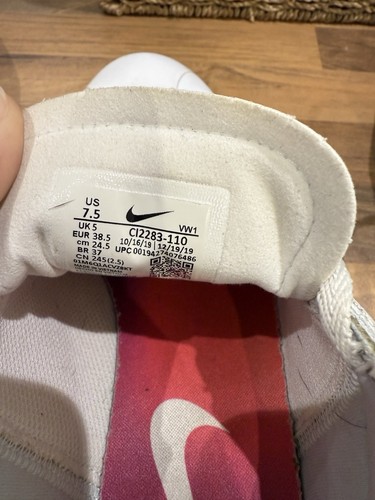 US
7.5
VW1
UK 5
CI2283-110
EUR 38.5
10/16/19 12/19/19
cm 24.5
UPC 00194274076486
BR 37
CN 245(2.5)